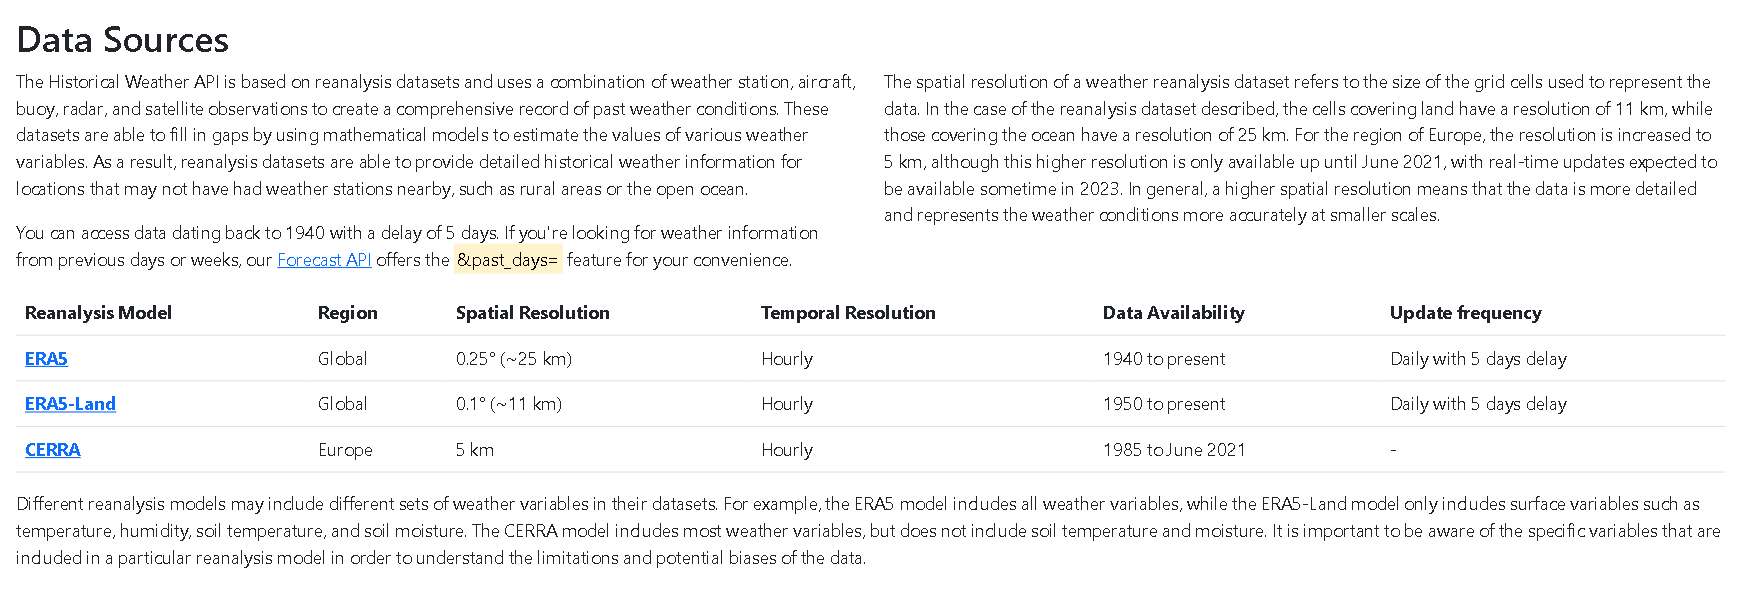 Data Sources
The Historical Weather API is based on reanalysis datasets and uses a combination of weather station, aircraft,
buoy, radar, and satellite observations to create a comprehensive record of past weather conditions. These
datasets are able to fill in gaps by using mathematical models to estimate the values of various weather
variables. As a result, reanalysis datasets are able to provide detailed historical weather information for
locations that may not have had weather stations nearby, such as rural areas or the open ocean.
You can access data dating back to 1940 with a delay of 5 days. If you're looking for weather information
from previous days or weeks, our Forecast API offers the &past_days= feature for your convenience.
The spatial resolution of a weather reanalysis dataset refers to the size of the grid cells used to represent the
data. In the case of the reanalysis dataset described, the cells covering land have a resolution of 11 km, while
those covering the ocean have a resolution of 25 km. For the region of Europe, the resolution is increased to
5 km, although this higher resolution is only available up until June 2021, with real-time updates expected to
be available sometime in 2023. In general, a higher spatial resolution means that the data is more detailed
and represents the weather conditions more accurately at smaller scales.
Reanalysis Model Region Spatial Resolution Temporal Resolution Data Availability Update frequency
ERA5 Global 0.25° (~25 km) Hourly 1940 to present Daily with 5 days delay
ERA5-Land Global 0.1° (~11 km) Hourly 1950 to present Daily with 5 days delay
CERRA Europe 5 km Hourly 1985 to June 2021 -
Different reanalysis models may include different sets of weather variables in their datasets. For example, the ERA5 model includes all weather variables, while the ERA5-Land model only includes surface variables such as
temperature, humidity, soil temperature, and soil moisture. The CERRA model includes most weather variables, but does not include soil temperature and moisture. It is important to be aware of the specific variables that are
included in a particular reanalysis model in order to understand the limitations and potential biases of the data.